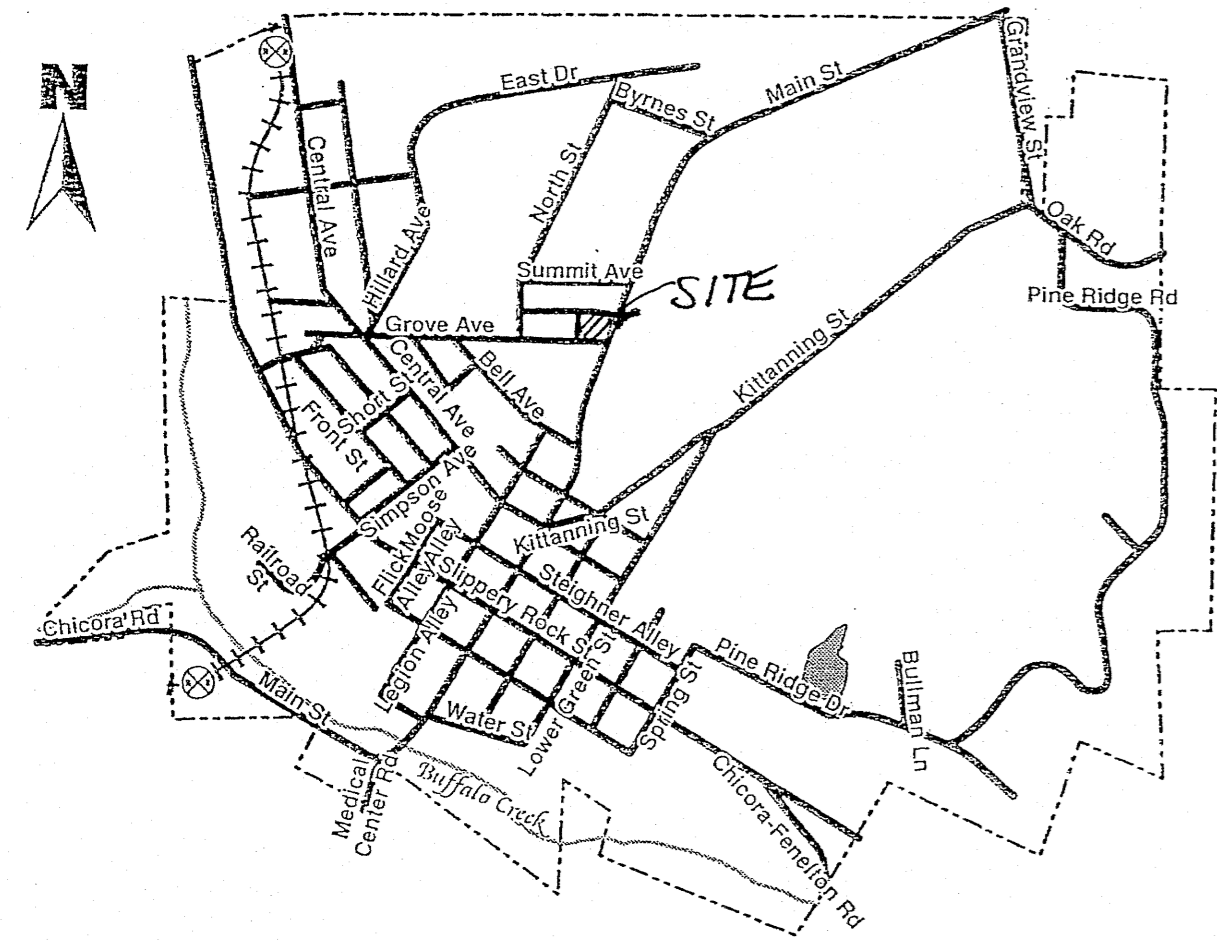 N
East Dr
Byrnes St
Main St
Grandview St
Central Ave
North St
Hillard Ave
Oak Rd
Summit Ave
SITE
Pine Ridge Rd
Grove Ave
Kittanning St
Central Ave
Bell Ave
Short S
Front St
Simpson Ave
Kittanning St
Railroad
St
Flick
Alley
Moose
Alley
Slippery Rock S
Steighner Alley
Chicora Rd
Legion Alley
Lower Green St
Spring St
Pine Ridge Dr
Bullman Ln
Main St
Water St
Medical
Center Rd
Buffalo Creek
Chicora-Fenelton Rd